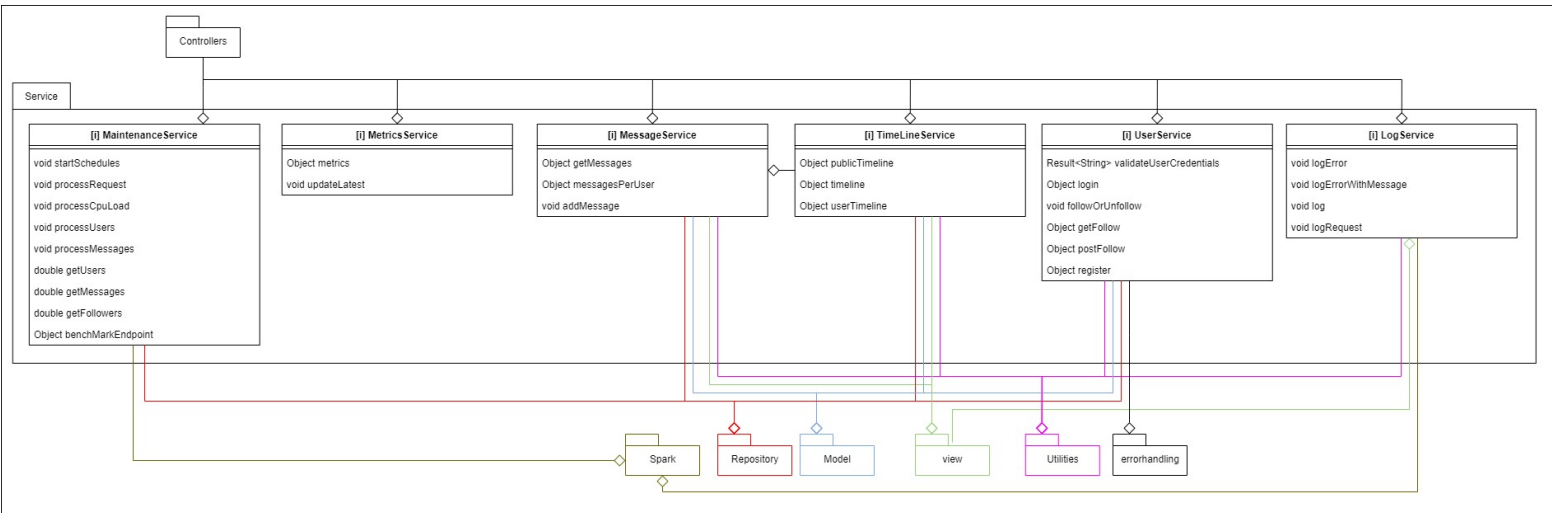 Controllers
Service
[i] MaintenanceService
void startSchedules
void processRequest
void processCpuLoad
void processUsers
void processMessages
double getUsers
double getMessages
double getFollowers
Object benchMarkEndpoint
[i] MetricsService
Object metrics
void updateLatest
[i] MessageService
Object getMessages
Object messagesPerUser
void addMessage
[i] TimeLineService
Object publicTimeline
Object timeline
Object userTimeline
[i] UserService
Result<String> validateUserCredentials
Object login
void followOrUnfollow
Object getFollow
Object postFollow
Object register
[i] LogService
void logError
void logErrorWithMessage
void log
void logRequest
Spark
Repository
Model
view
Utilities
errorhandling